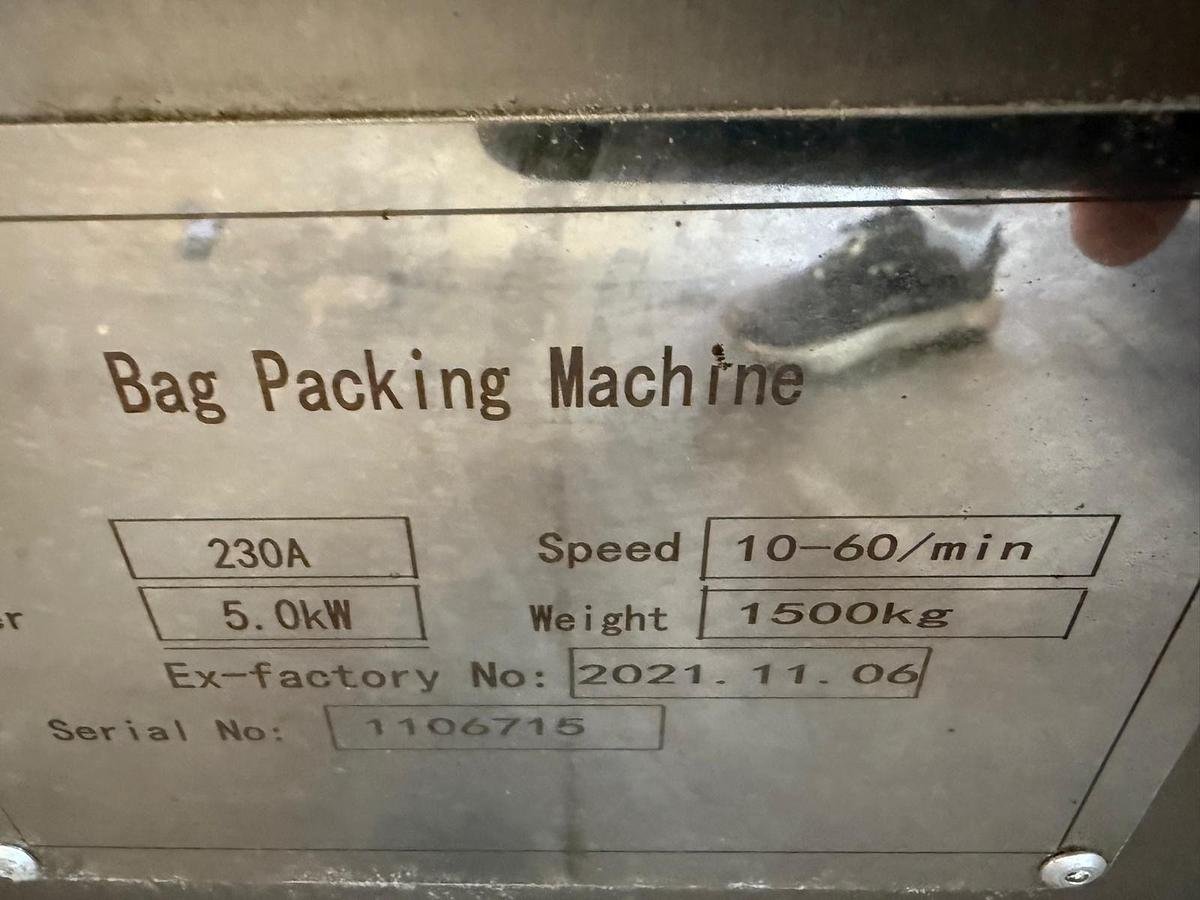 Bag Packing Machine
230A Speed 10-60/min
5.0kW Weight 1500kg
Ex-factory No: 2021.11.06
Serial No: 1106715